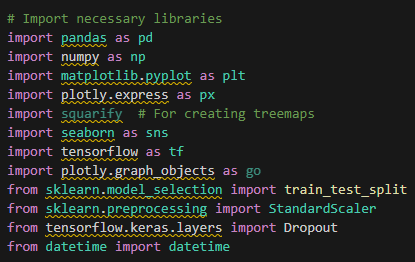 # Import necessary libraries
import pandas as pd
import numpy as np
import matplotlib.pyplot as plt
import plotly.express as px
import squarify  # For creating treemaps
import seaborn as sns
import tensorflow as tf
import plotly.graph_objects as go
from sklearn.model_selection import train_test_split
from sklearn.preprocessing import StandardScaler
from tensorflow.keras.layers import Dropout
from datetime import datetime